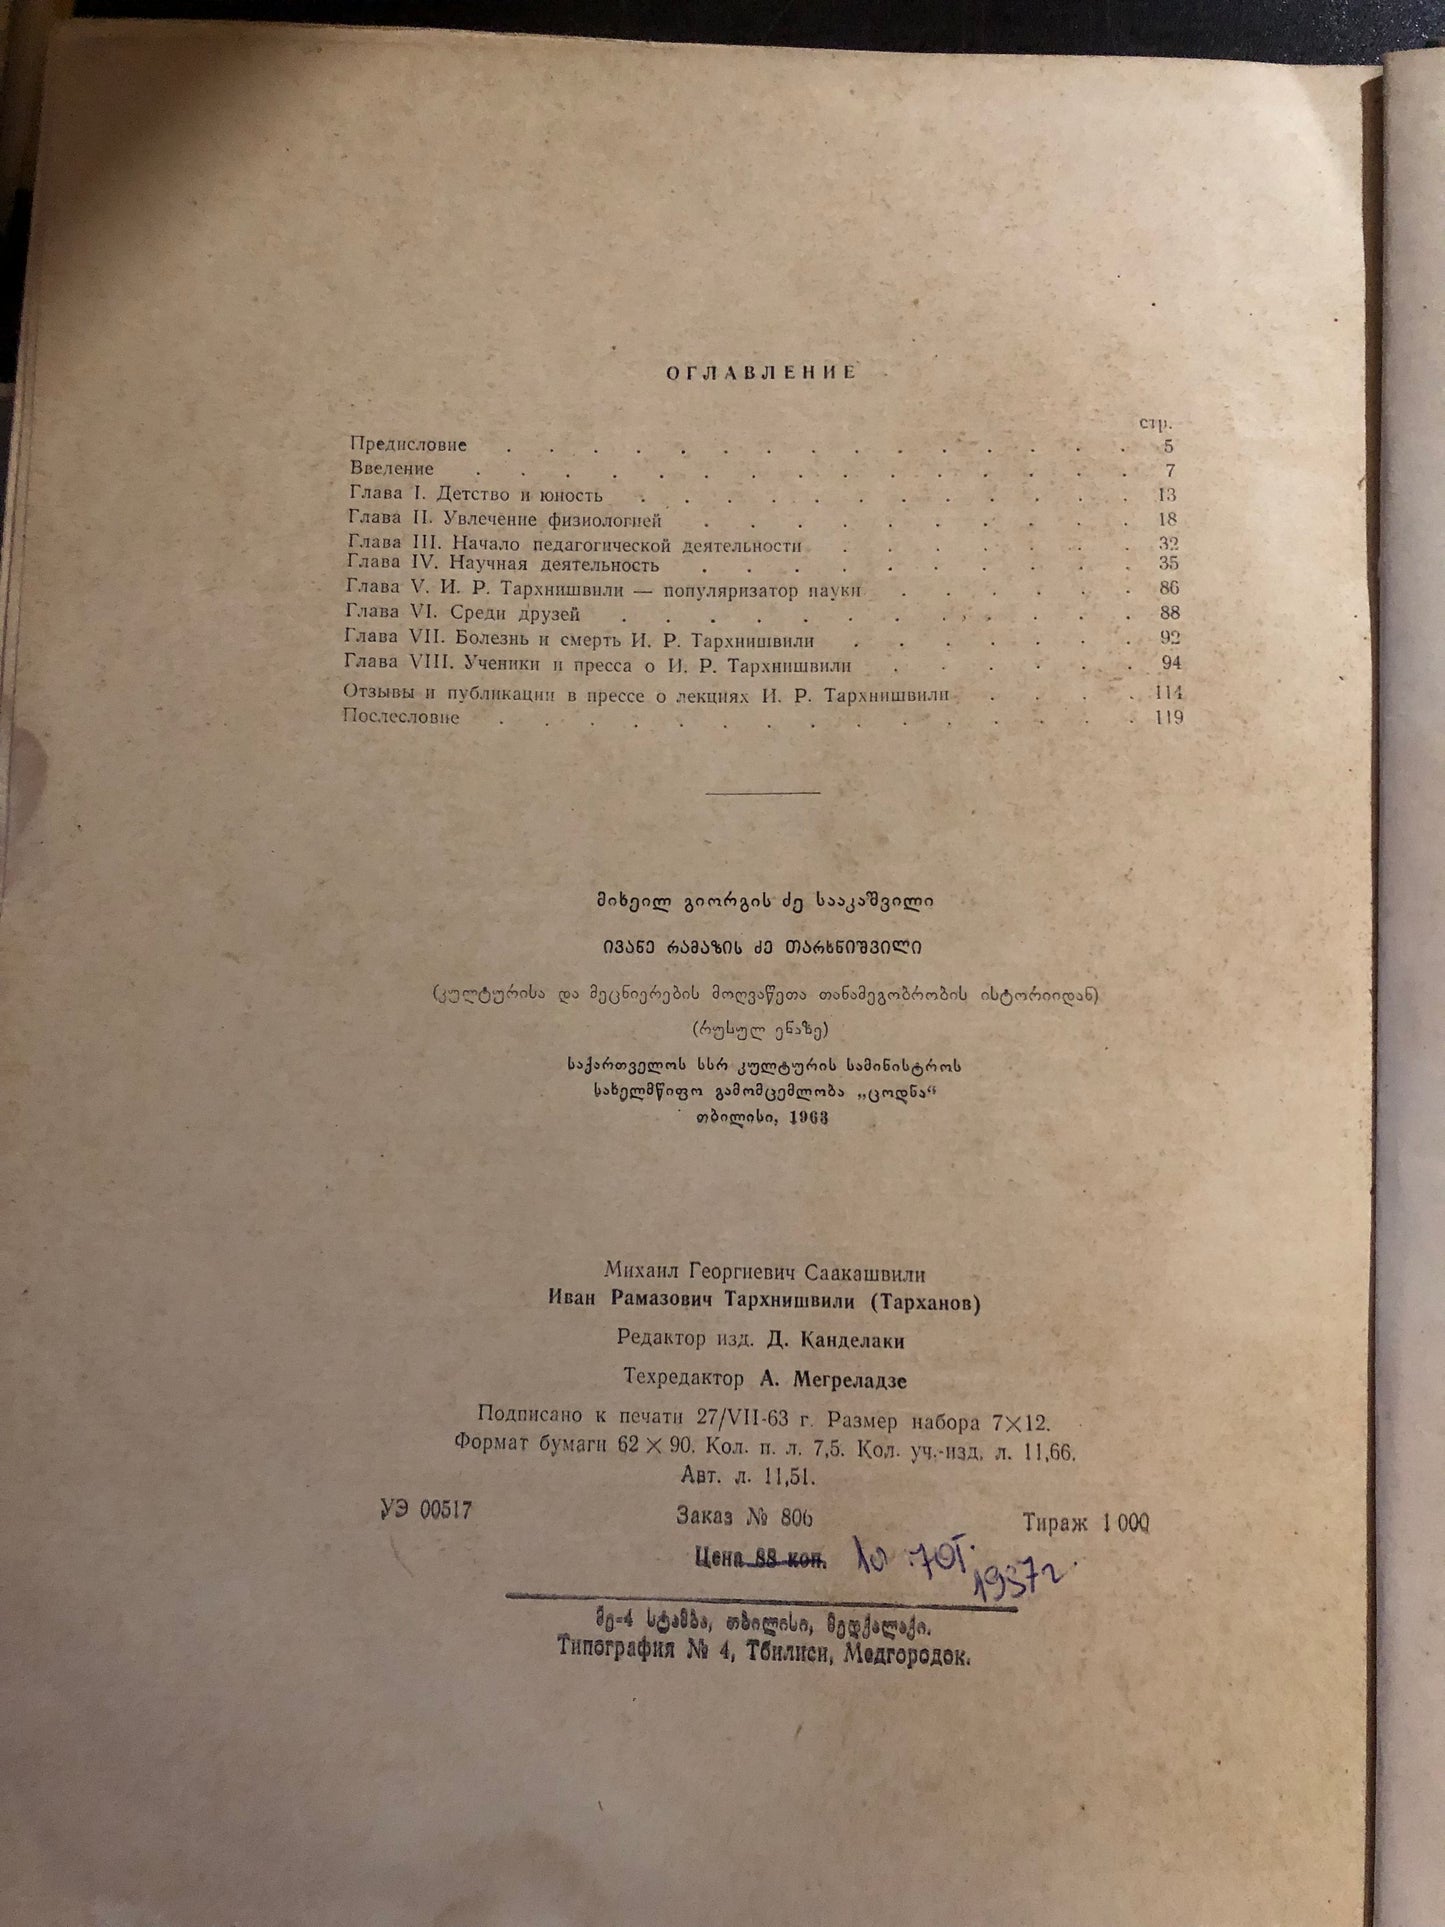 ОГЛАВЛЕНИЕ
стр.
Предисловие . . . . . . . . . . . . . . . 5
Введение . . . . . . . . . . . . . . . 7
Глава I. Детство и юность . . . . . . . . . . . . 13
Глава II. Увлечение физиологией . . . . . . . . . . 18
Глава III. Начало педагогической деятельности . . . . . . . 32
Глава IV. Научная деятельность . . . . . . . . . . 35
Глава V. И. Р. Тархнишвили — популяризатор науки . . . . . . 86
Глава VI. Среди друзей . . . . . . . . . . . . 88
Глава VII. Болезнь и смерть И. Р. Тархнишвили . . . . . . . 92
Глава VIII. Ученики и пресса о И. Р. Тархнишвили . . . . . . 94
Отзывы и публикации в прессе о лекциях И. Р. Тархнишвили . . . . 114
Послесловие . . . . . . . . . . . . . . . 119
მიხეილ გიორგის ძე სააკაშვილი
ივანე რამაზის ძე თარხნიშვილი
(კულტურისა და მეცნიერების მოღვაწეთა თანამეგობრობის ისტორიიდან)
(რუსულ ენაზე)
საქართველოს სსრ კულტურის სამინისტროს
სახელმწიფო გამომცემლობა „ცოდნა“
თბილისი, 1963
Михаил Георгиевич Саакашвили
Иван Рамазович Тархнишвили (Тарханов)
Редактор изд. Д. Канделаки
Техредактор А. Мегреладзе
Подписано к печати 27/VII-63 г. Размер набора 7×12.
Формат бумаги 62 × 90. Кол. п. л. 7,5. Кол. уч.-изд. л. 11,66.
Авт. л. 11,51.
УЭ 00517 Заказ № 806 Тираж 1 000
Цена 88 коп.
მე-4 სტამბა, თბილისი, მედქალაქი.
Типография № 4, Тбилиси, Медгородок.